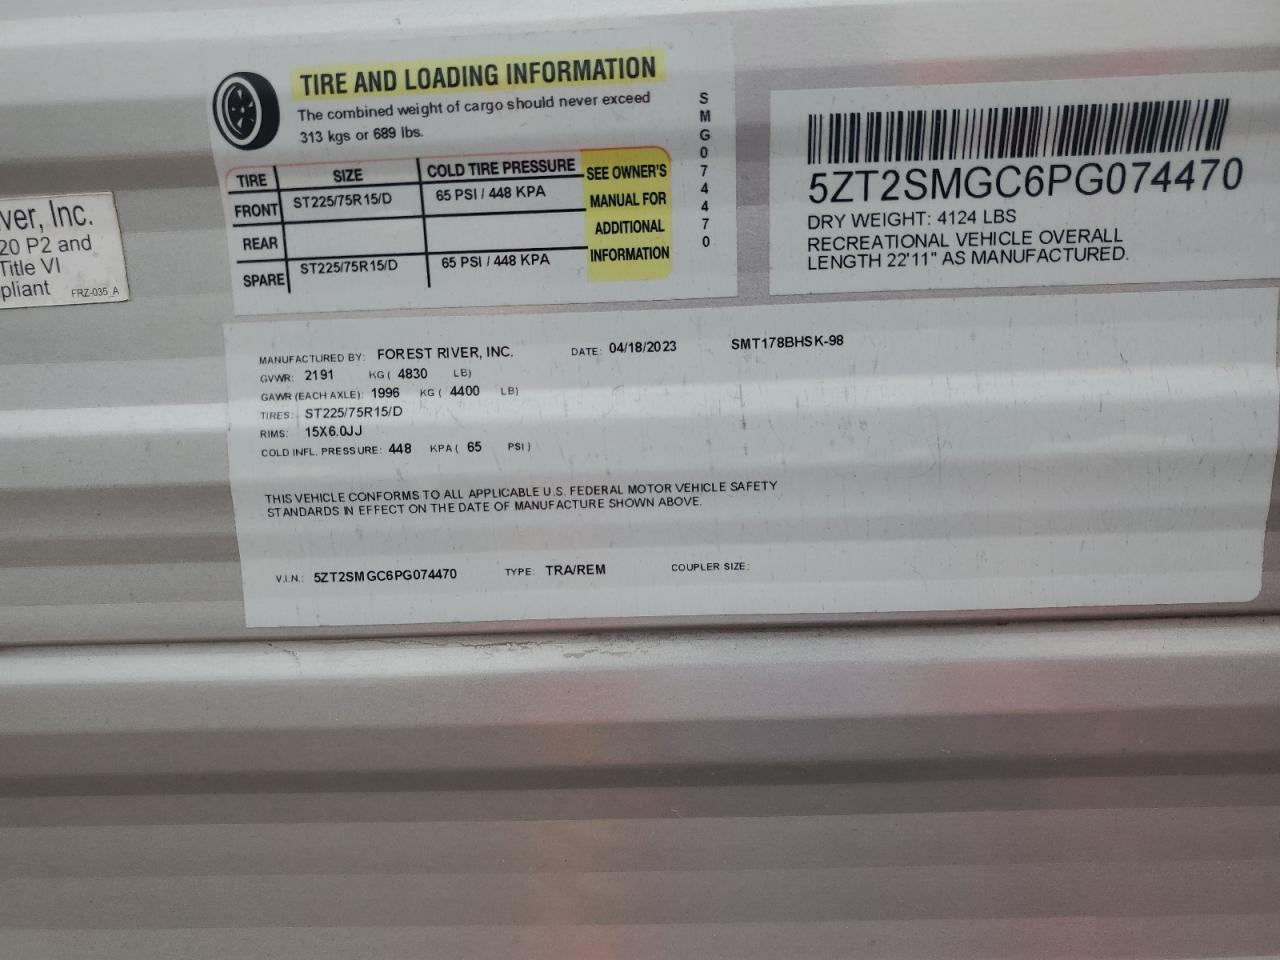 TIRE AND LOADING INFORMATION
The combined weight of cargo should never exceed
313 kgs or 689 lbs.
TIRE SIZE COLD TIRE PRESSURE
FRONT ST225/75R15/D 65 PSI / 448 KPA
REAR
SPARE ST225/75R15/D 65 PSI / 448 KPA
SEE OWNER'S
MANUAL FOR
ADDITIONAL
INFORMATION
SMG074470
5ZT2SMGC6PG074470
DRY WEIGHT: 4124 LBS
RECREATIONAL VEHICLE OVERALL
LENGTH 22'11" AS MANUFACTURED.
ver, Inc.
20 P2 and
Title VI
pliant FRZ-035_A
MANUFACTURED BY: FOREST RIVER, INC. DATE: 04/18/2023 SMT178BHSK-98
GVWR: 2191 KG ( 4830 LB)
GAWR (EACH AXLE): 1996 KG ( 4400 LB)
TIRES: ST225/75R15/D
RIMS: 15X6.0JJ
COLD INFL. PRESSURE: 448 KPA ( 65 PSI )
THIS VEHICLE CONFORMS TO ALL APPLICABLE U.S. FEDERAL MOTOR VEHICLE SAFETY
STANDARDS IN EFFECT ON THE DATE OF MANUFACTURE SHOWN ABOVE.
V.I.N.: 5ZT2SMGC6PG074470 TYPE: TRA/REM COUPLER SIZE: